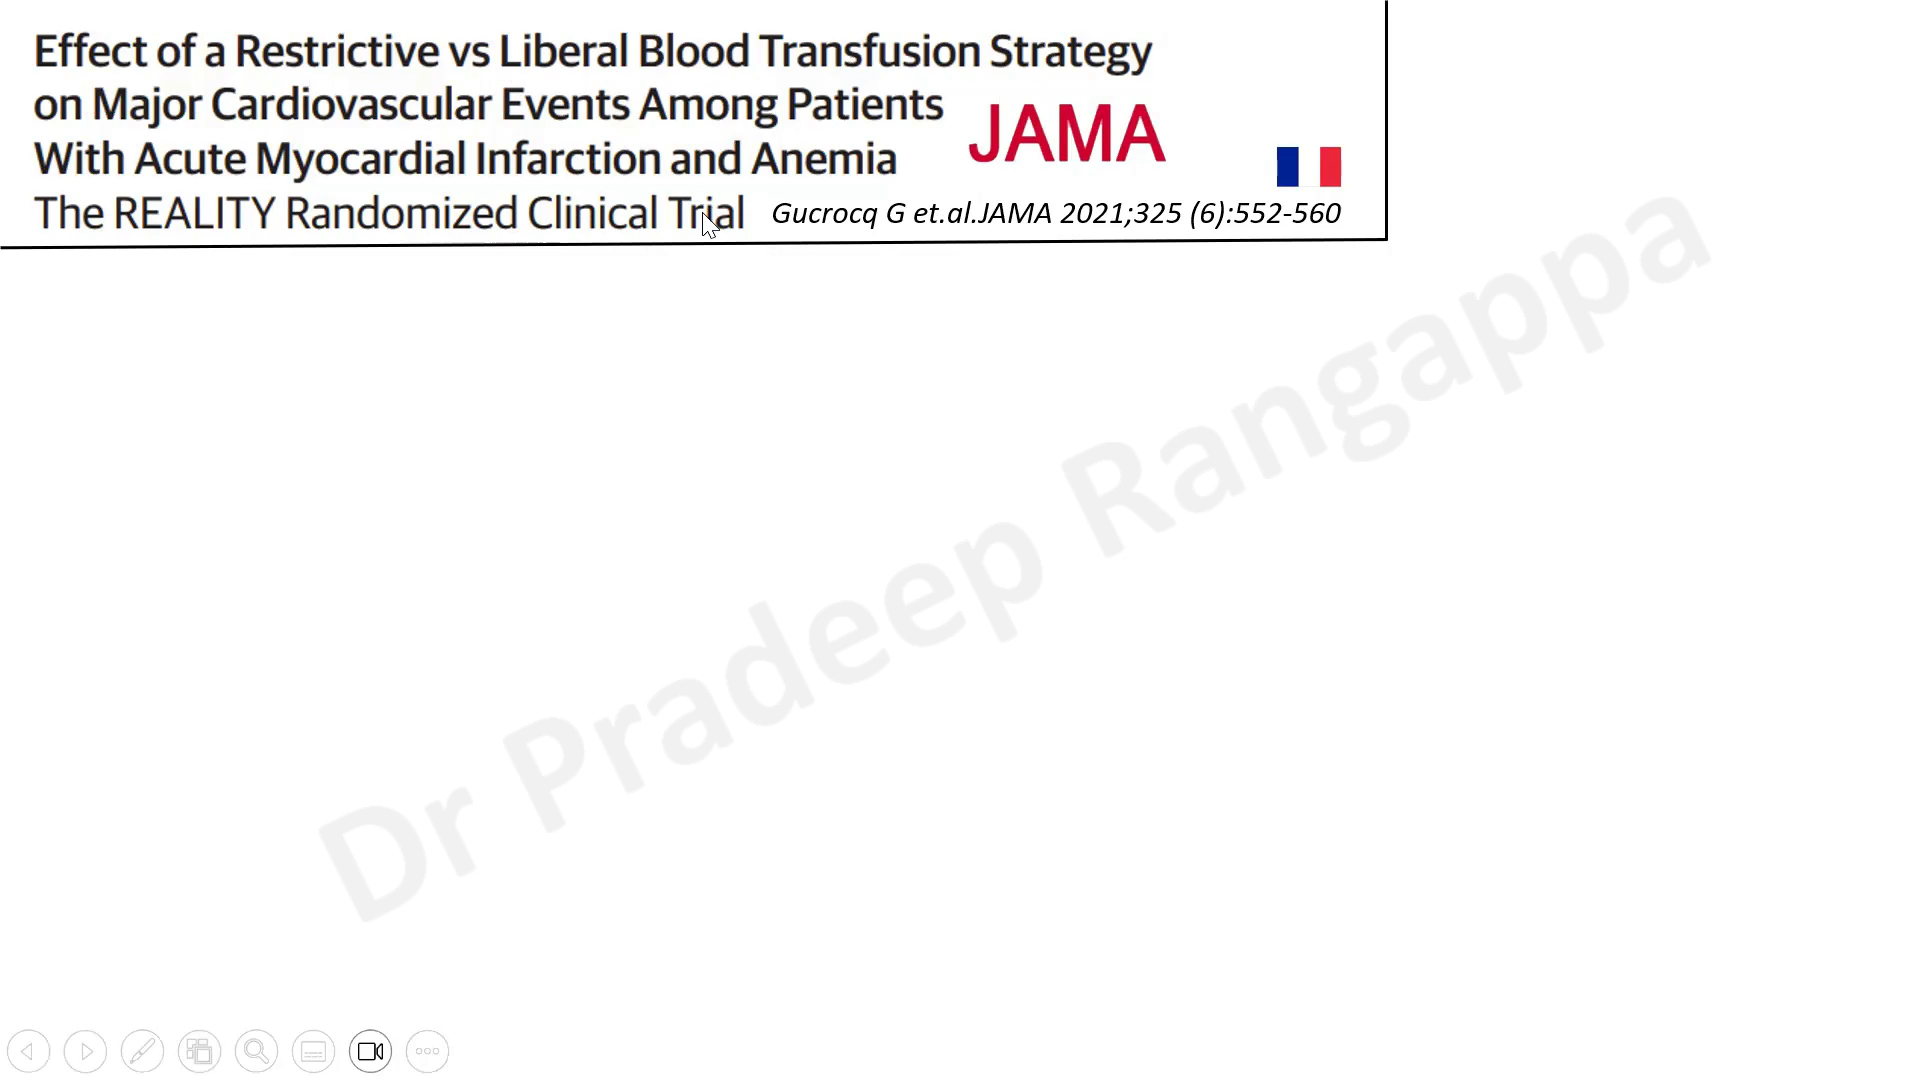 Effect of a Restrictive vs Liberal Blood Transfusion Strategy
on Major Cardiovascular Events Among Patients
With Acute Myocardial Infarction and Anemia
JAMA
The REALITY Randomized Clinical Trial
Gucrocq G et.al.JAMA 2021;325 (6):552-560
Dr Pradeep Rangappa